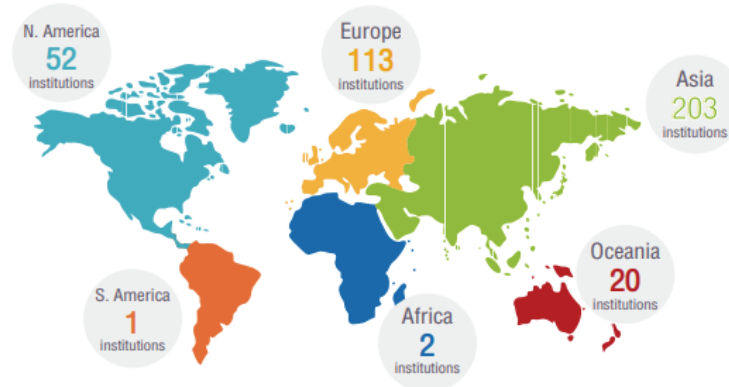 N. America
52
institutions
Europe
113
institutions
Asia
203
institutions
S. America
1
institutions
Africa
2
institutions
Oceania
20
institutions